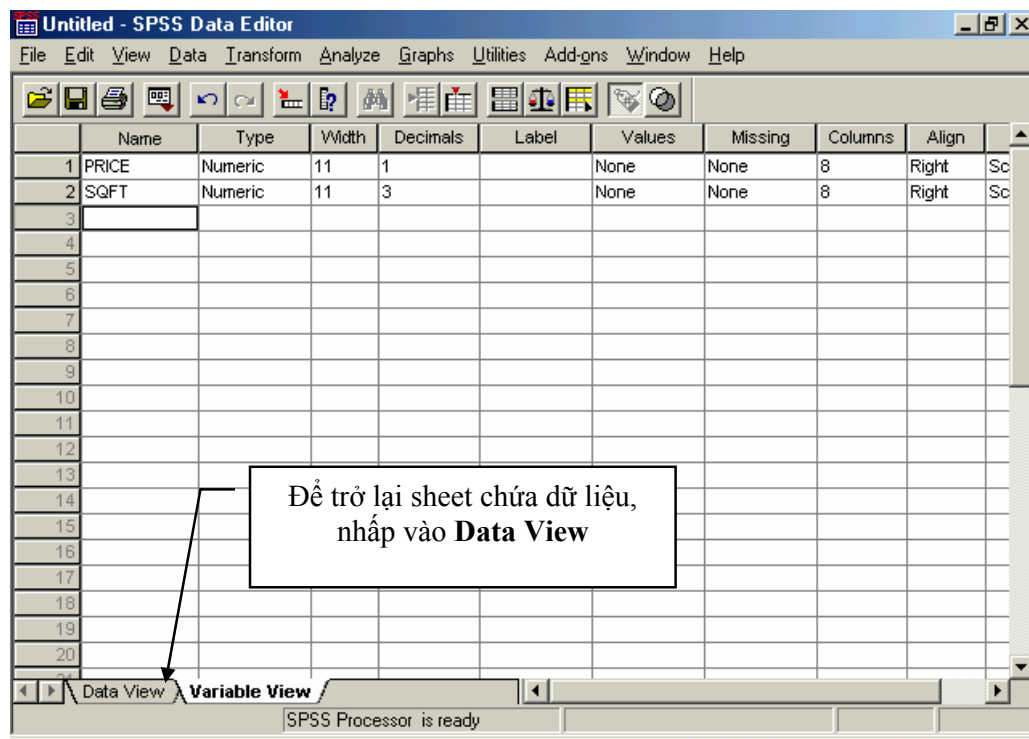 Untitled - SPSS Data Editor
File Edit View Data Transform Analyze Graphs Utilities Add-ons Window Help
Name Type Width Decimals Label Values Missing Columns Align
1 PRICE Numeric 11 1 None None 8 Right Sc
2 SQFT Numeric 11 3 None None 8 Right Sc
3
4
5
6
7
8
9
10
11
12
13
14
15
16
17
18
19
20
21
Để trở lại sheet chứa dữ liệu,
nhấp vào Data View
Data View Variable View
SPSS Processor is ready